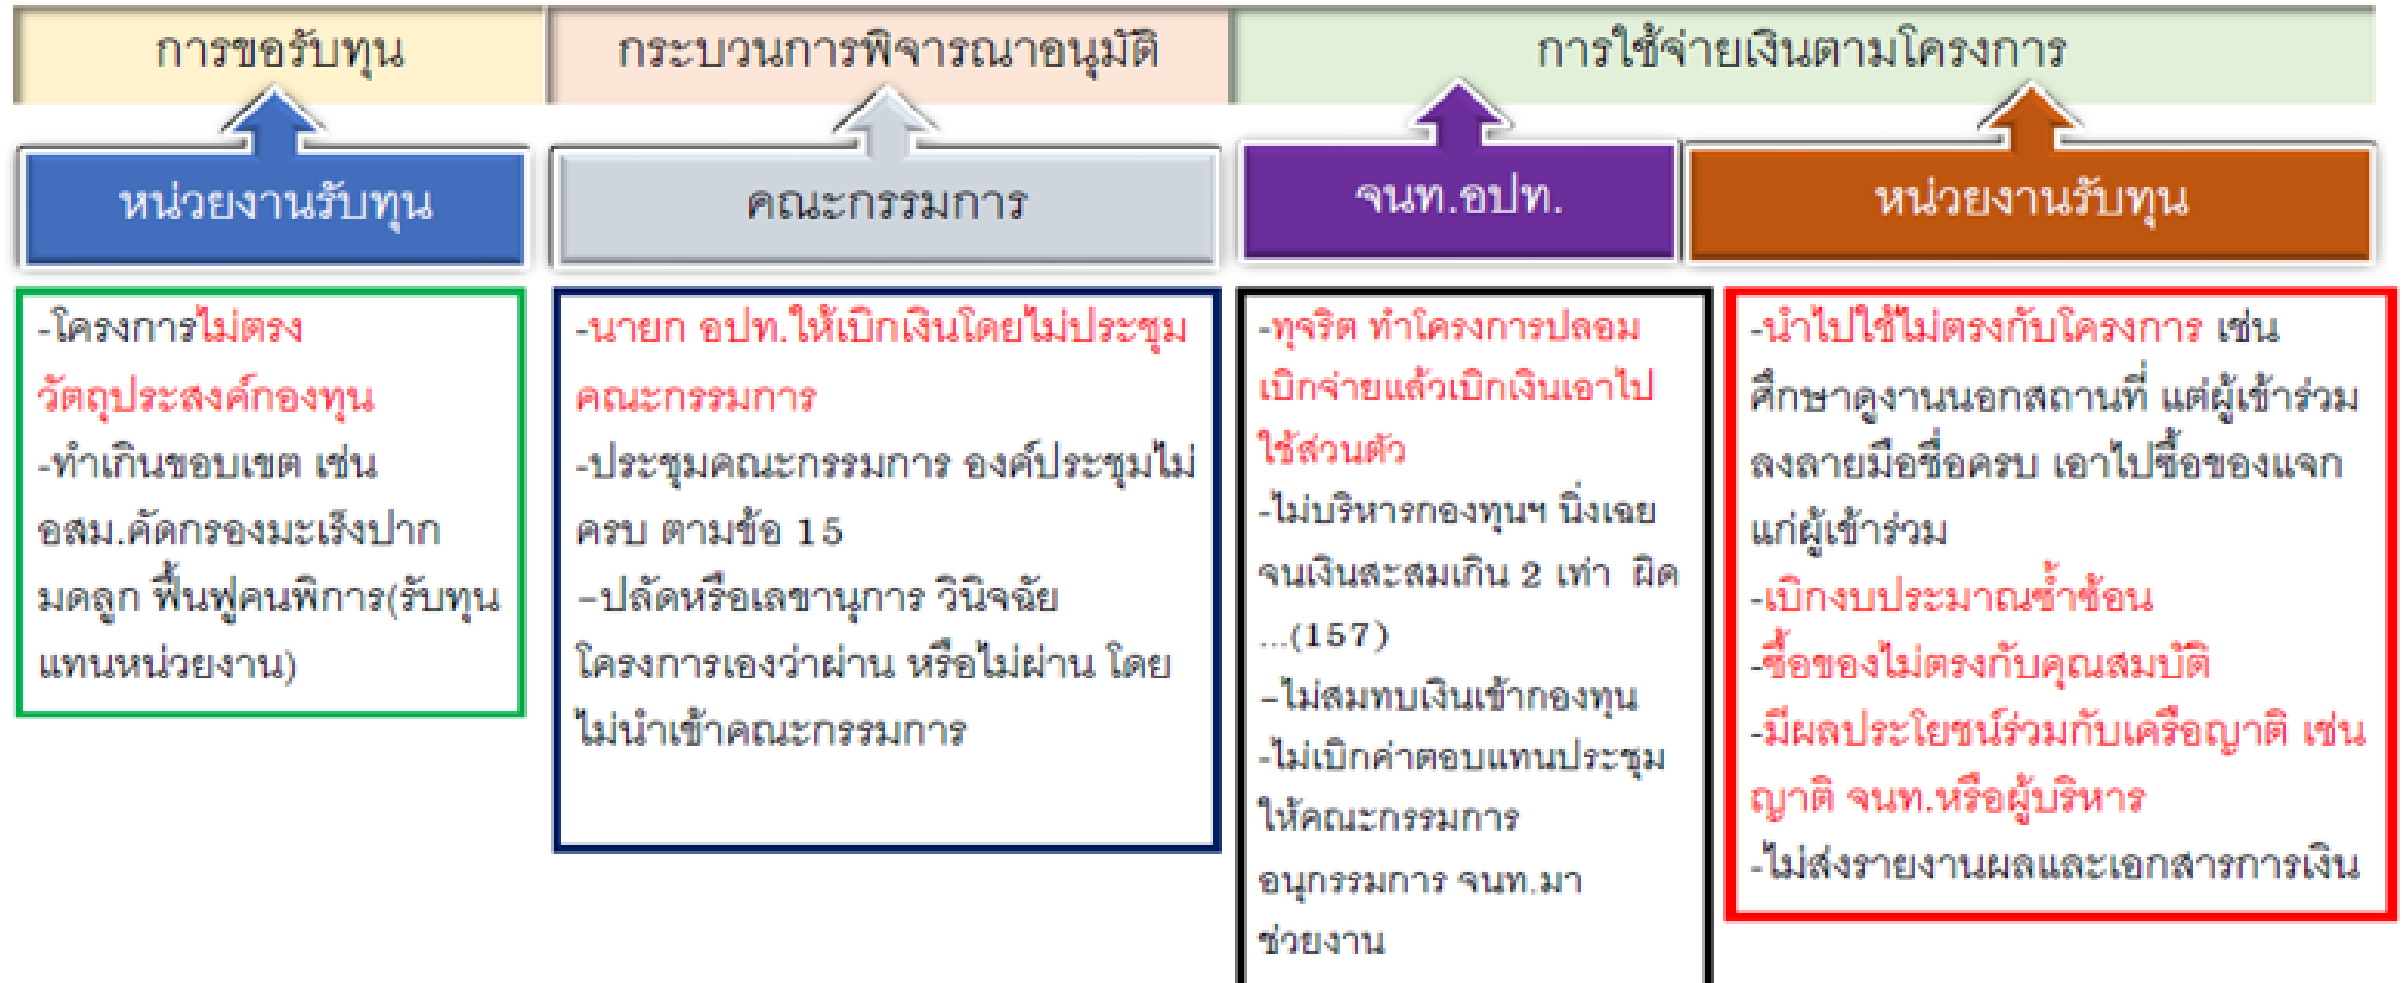 การขอรับทุน
กระบวนการพิจารณาอนุมัติ
การใช้จ่ายเงินตามโครงการ
หน่วยงานรับทุน
คณะกรรมการ
จนท.อปท.
หน่วยงานรับทุน
-โครงการไม่ตรง
วัตถุประสงค์กองทุน
-ทำเกินขอบเขต เช่น
อสม.คัดกรองมะเร็งปาก
มดลูก ฟื้นฟูคนพิการ(รับทุน
แทนหน่วยงาน)
-นายก อปท.ให้เบิกเงินโดยไม่ประชุม
คณะกรรมการ
-ประชุมคณะกรรมการ องค์ประชุมไม่
ครบ ตามข้อ 15
–ปลัดหรือเลขานุการ วินิจฉัย
โครงการเองว่าผ่าน หรือไม่ผ่าน โดย
ไม่นำเข้าคณะกรรมการ
-ทุจริต ทำโครงการปลอม
เบิกจ่ายแล้วเบิกเงินเอาไป
ใช้ส่วนตัว
-ไม่บริหารกองทุนฯ นิ่งเฉย
จนเงินสะสมเกิน 2 เท่า ผิด
...(157)
–ไม่สมทบเงินเข้ากองทุน
-ไม่เบิกค่าตอบแทนประชุม
ให้คณะกรรมการ
อนุกรรมการ จนท.มา
ช่วยงาน
-นำไปใช้ไม่ตรงกับโครงการ เช่น
ศึกษาดูงานนอกสถานที่ แต่ผู้เข้าร่วม
ลงลายมือชื่อครบ เอาไปซื้อของแจก
แก่ผู้เข้าร่วม
-เบิกงบประมาณซ้ำซ้อน
-ซื้อของไม่ตรงกับคุณสมบัติ
-มีผลประโยชน์ร่วมกับเครือญาติ เช่น
ญาติ จนท.หรือผู้บริหาร
-ไม่ส่งรายงานผลและเอกสารการเงิน